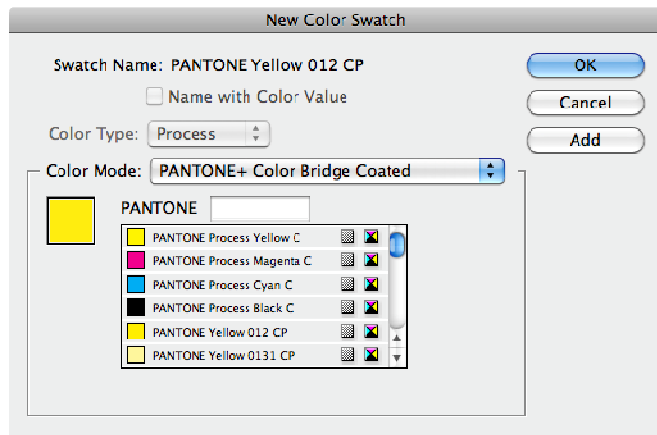 New Color Swatch
Swatch Name: PANTONE Yellow 012 CP
Name with Color Value
Color Type: Process
Color Mode: PANTONE+ Color Bridge Coated
OK
Cancel
Add
PANTONE
PANTONE Process Yellow C
PANTONE Process Magenta C
PANTONE Process Cyan C
PANTONE Process Black C
PANTONE Yellow 012 CP
PANTONE Yellow 0131 CP